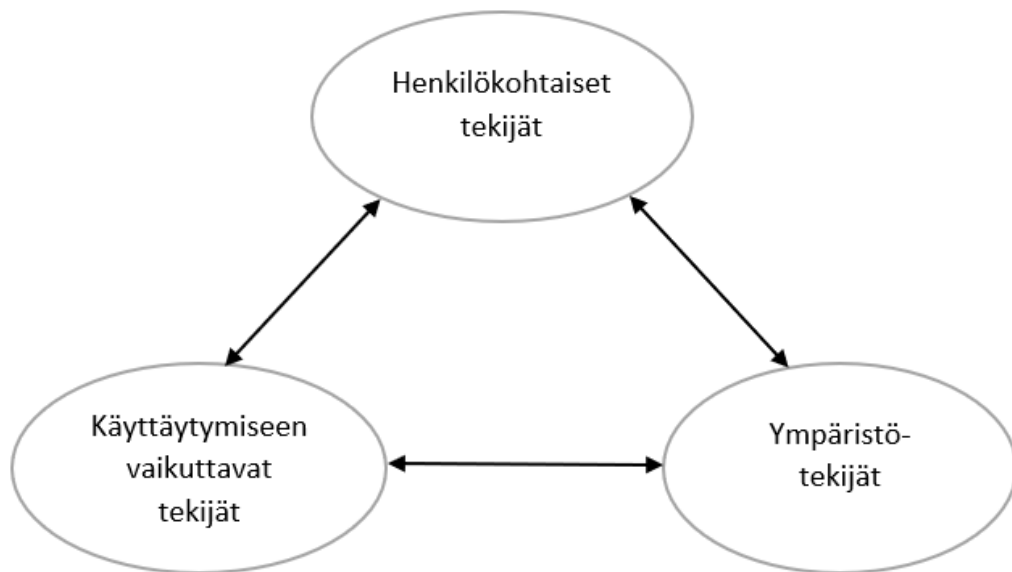 Henkilökohtaiset
tekijät
Käyttäytymiseen
vaikuttavat
tekijät
Ympäristö-
tekijät